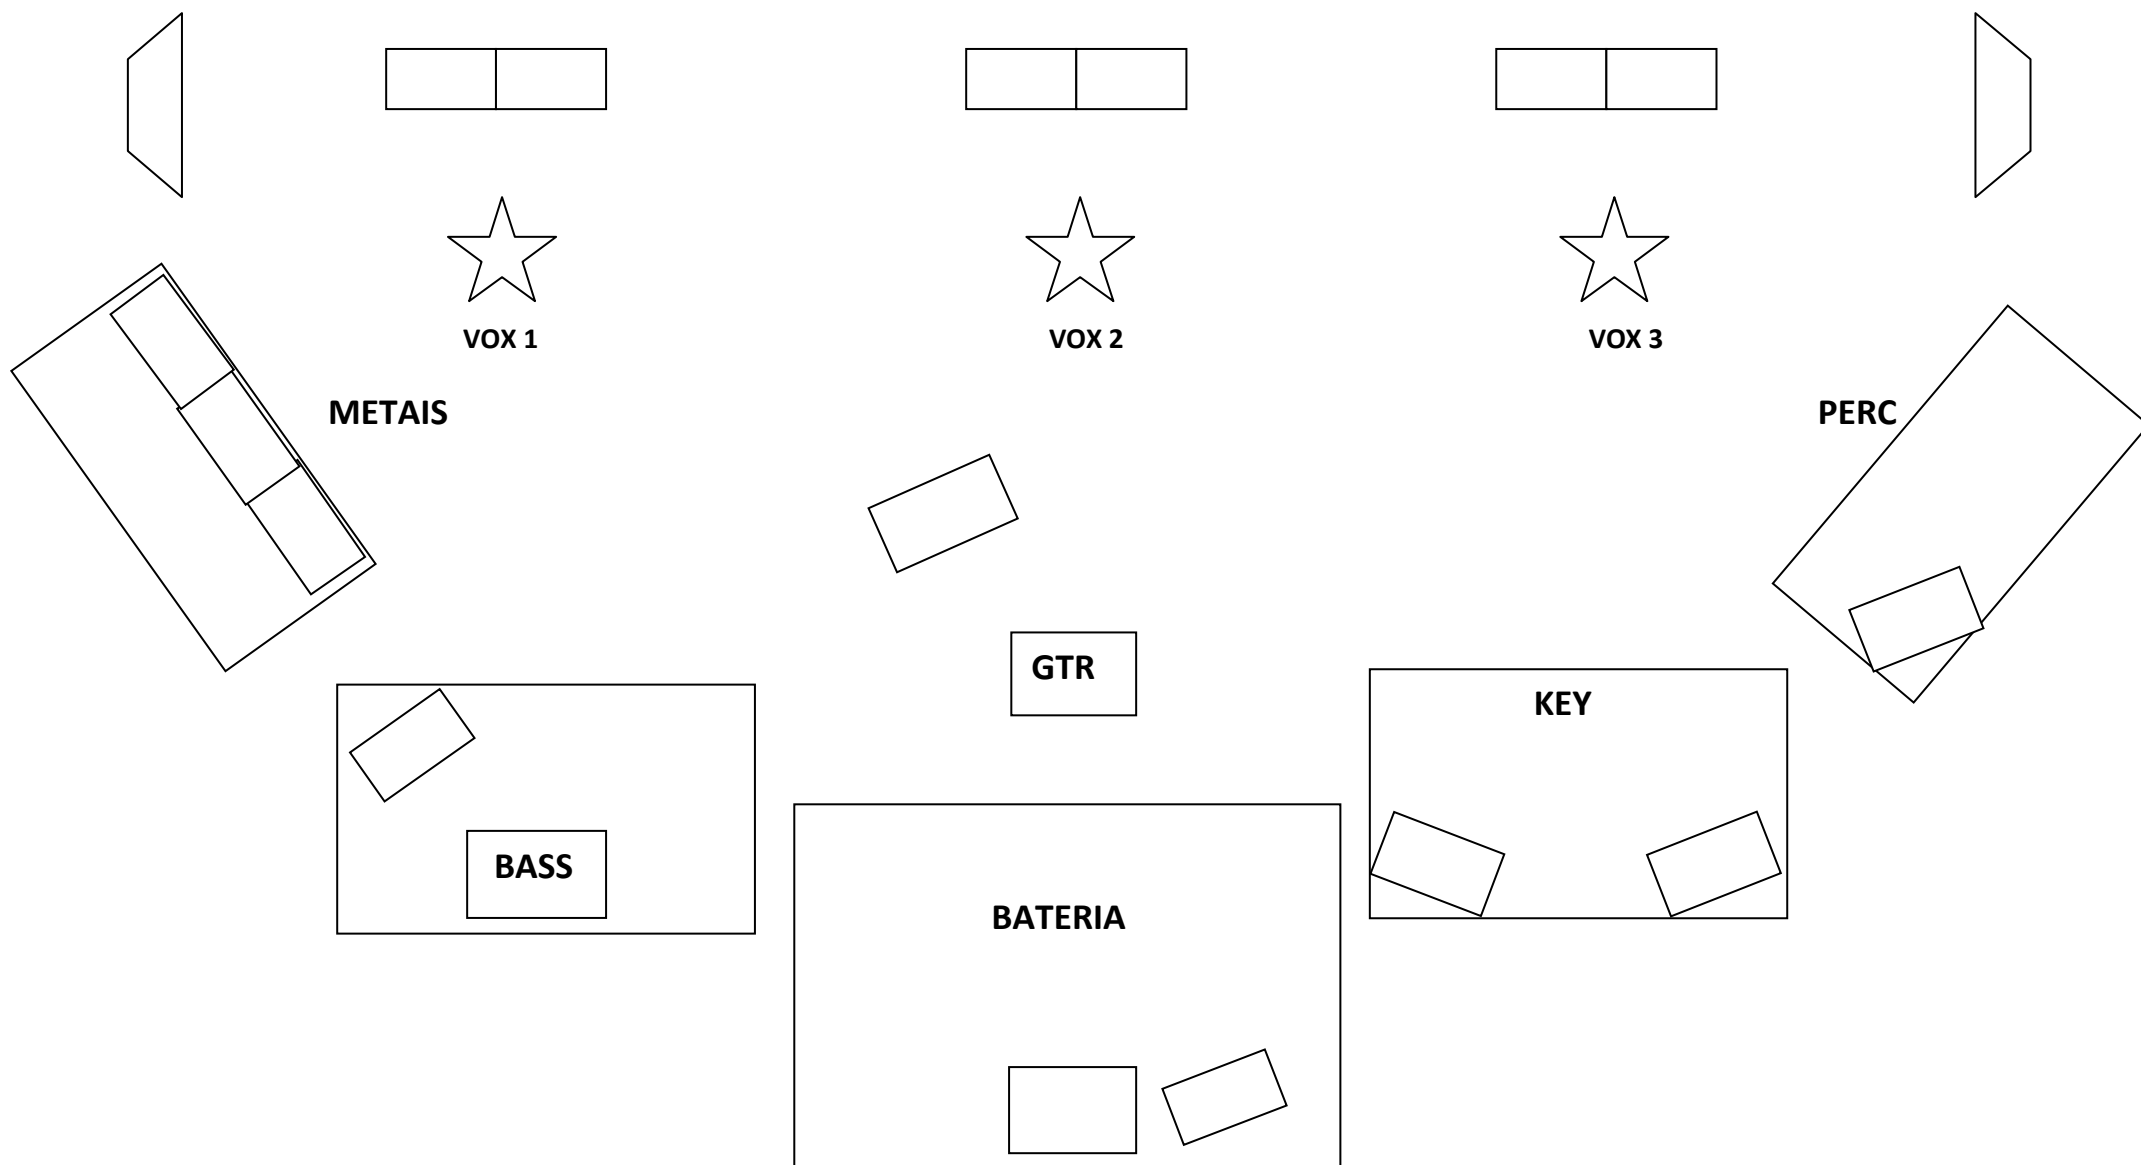 VOX 1
VOX 2
VOX 3
METAIS
PERC
GTR
KEY
BASS
BATERIA